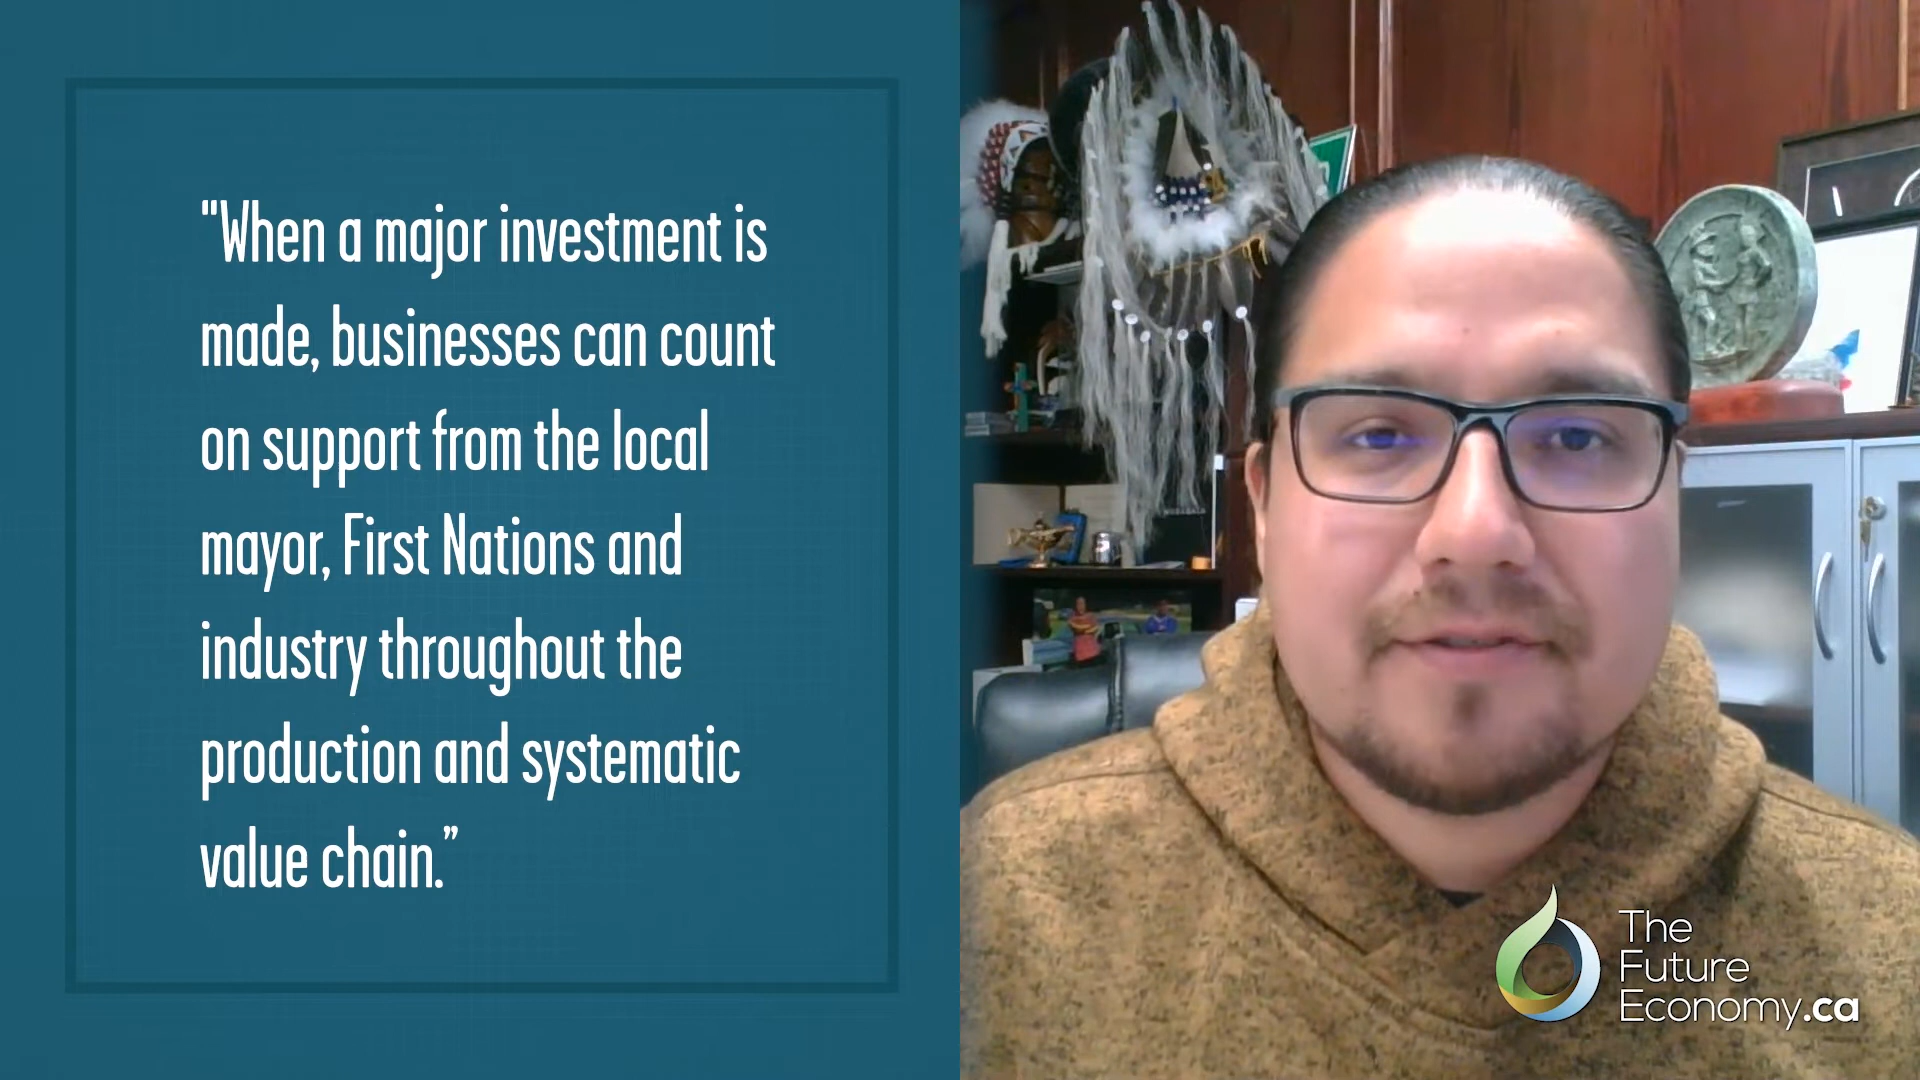 "When a major investment is
made, businesses can count
on support from the local
mayor, First Nations and
industry throughout the
production and systematic
value chain.”
The
Future
Economy.ca